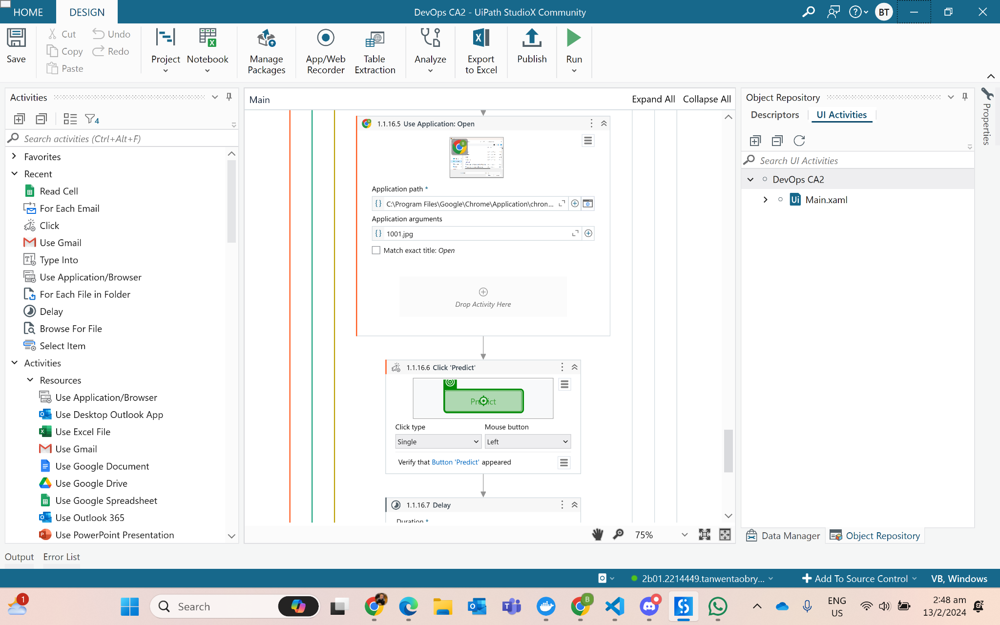 HOME
DESIGN
DevOps CA2 - UiPath StudioX Community
BT
Save
Cut
Copy
Paste
Undo
Redo
Project
Notebook
Manage
Packages
App/Web
Recorder
Table
Extraction
Analyze
Export
to Excel
Publish
Run
Activities
4
Search activities (Ctrl+Alt+F)
Favorites
Recent
Read Cell
For Each Email
Click
Use Gmail
Type Into
Use Application/Browser
For Each File in Folder
Delay
Browse For File
Select Item
Activities
Resources
Use Application/Browser
Use Desktop Outlook App
Use Excel File
Use Gmail
Use Google Document
Use Google Drive
Use Google Spreadsheet
Use Outlook 365
Use PowerPoint Presentation
Main
Expand All
Collapse All
1.1.16.5 Use Application: Open
Application path *
C:\Program Files\Google\Chrome\Application\chron...
Application arguments
1001.jpg
Match exact title: Open
Drop Activity Here
1.1.16.6 Click 'Predict'
Predict
Click type
Mouse button
Single
Left
Verify that Button 'Predict' appeared
1.1.16.7 Delay
Duration *
75%
Object Repository
Descriptors
UI Activities
Search UI Activities
DevOps CA2
Ui Main.xaml
Properties
Data Manager
Object Repository
Output
Error List
2b01.2214449.tanwentaobry...
Add To Source Control
VB, Windows
1
Search
B
ENG
US
2:48 am
13/2/2024